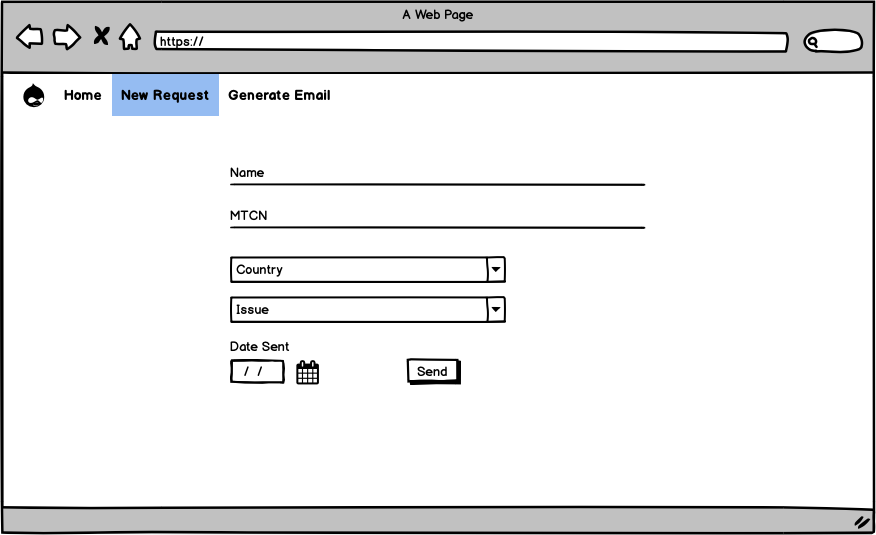 A Web Page
https://
Home New Request Generate Email
Name
MTCN
Country
Issue
Date Sent
/ /
Send